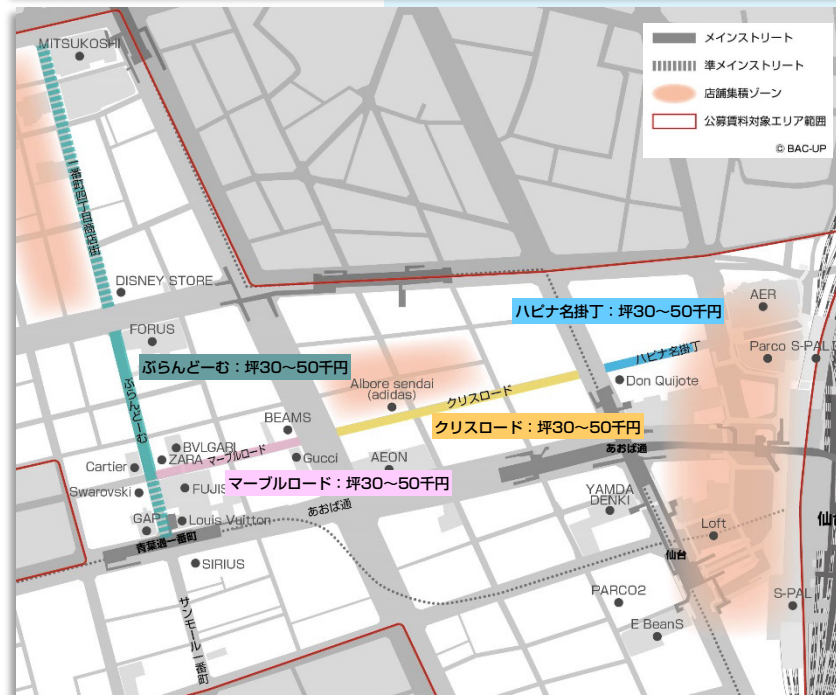 メインストリート
準メインストリート
店舗集積ゾーン
公募賃料対象エリア範囲
© BAC-UP
MITSUKOSHI
一番町四丁目商店街
DISNEY STORE
FORUS
ぶらんどーむ:坪30~50千円
ぶらんどーむ
ハピナ名掛丁:坪30~50千円
ハピナ名掛丁
AER
Parco
S-PAL
Don Quijote
Albore sendai
(adidas)
クリスロード
クリスロード:坪30~50千円
BEAMS
BVLGARI
ZARA
マーブルロード
Gucci
AEON
Cartier
Swarovski
マーブルロード:坪30~50千円
あおば通
あおば通
GAP
Louis Vuitton
青葉通一番町
SIRIUS
サンモール一番町
YAMDA
DENKI
Loft
仙台
仙台
PARCO2
E BeanS
S-PAL